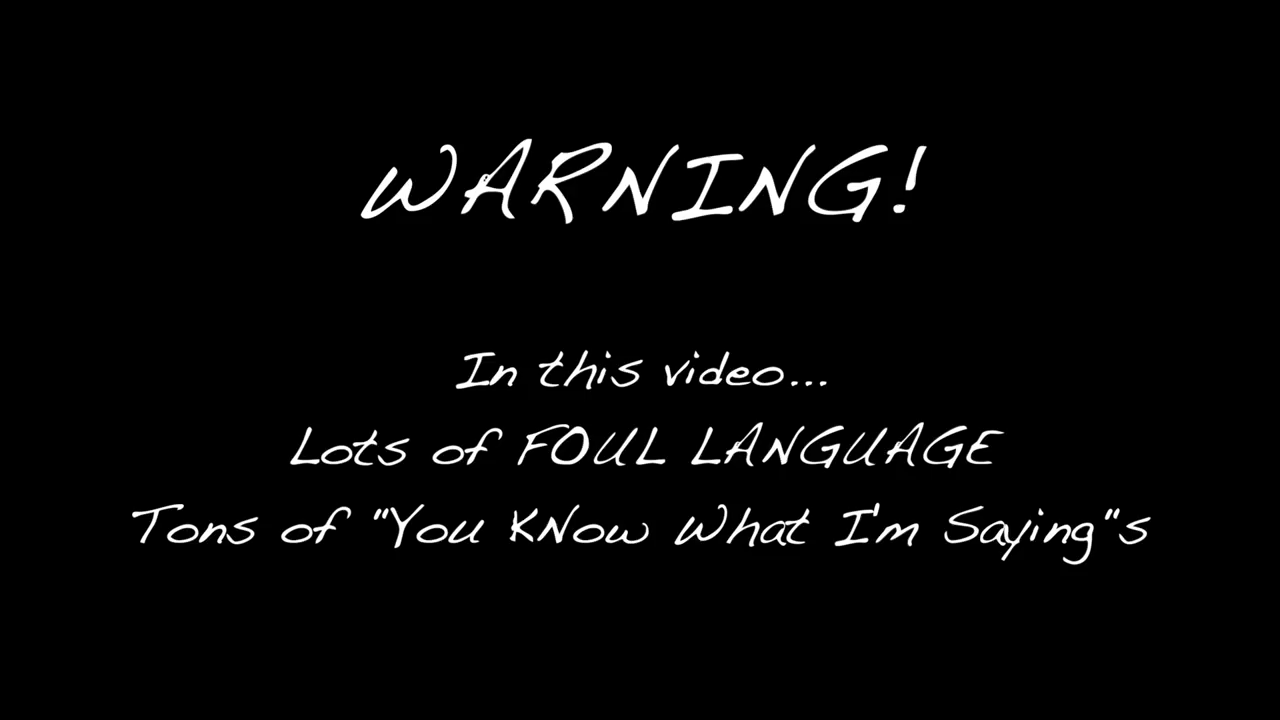 WARNING!
In this video...
Lots of FOUL LANGUAGE
Tons of "You KNow What I'm Saying"s